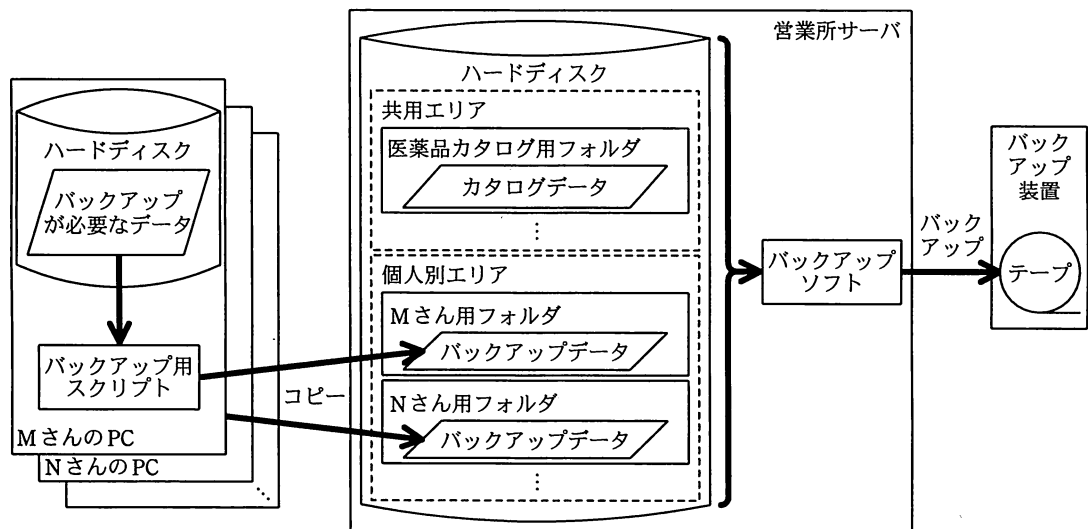 営業所サーバ
ハードディスク
共用エリア
医薬品カタログ用フォルダ
カタログデータ
⋮
個人別エリア
Mさん用フォルダ
バックアップデータ
Nさん用フォルダ
バックアップデータ
⋮
ハードディスク
バックアップ
が必要なデータ
バックアップ用
スクリプト
MさんのPC
NさんのPC
⋱
コピー
バックアップ
ソフト
バック
アップ
バック
アップ
装置
テープ